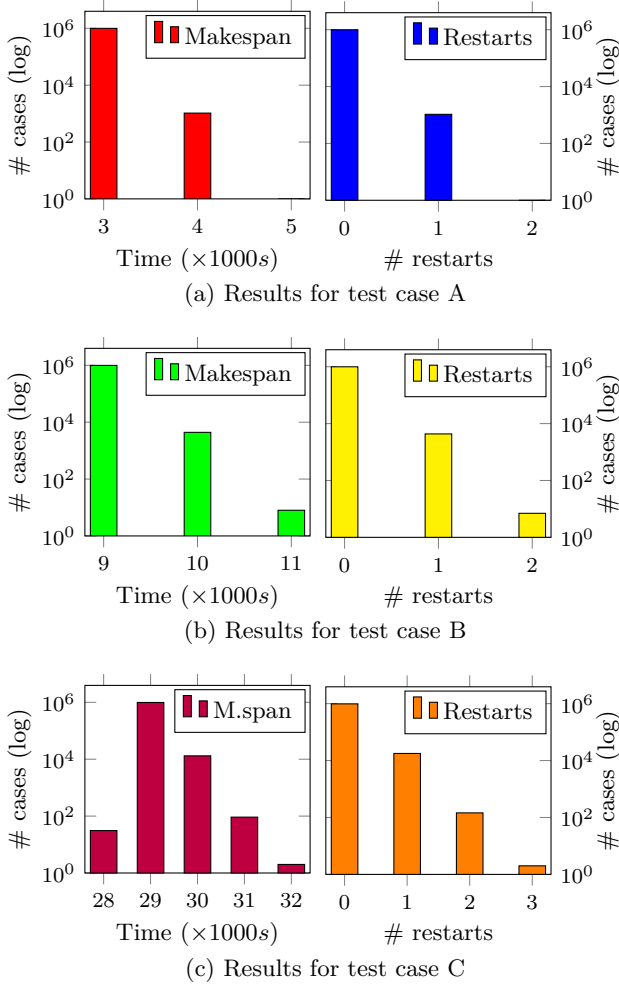 10^6
10^4
10^2
10^0
# cases (log)
Makespan
3 4 5
Time (×1000s)
Restarts
0 1 2
# restarts
10^6
10^4
10^2
10^0
# cases (log)
(a) Results for test case A
10^6
10^4
10^2
10^0
# cases (log)
Makespan
9 10 11
Time (×1000s)
Restarts
0 1 2
# restarts
10^6
10^4
10^2
10^0
# cases (log)
(b) Results for test case B
10^6
10^4
10^2
10^0
# cases (log)
M.span
28 29 30 31 32
Time (×1000s)
Restarts
0 1 2 3
# restarts
10^6
10^4
10^2
10^0
# cases (log)
(c) Results for test case C